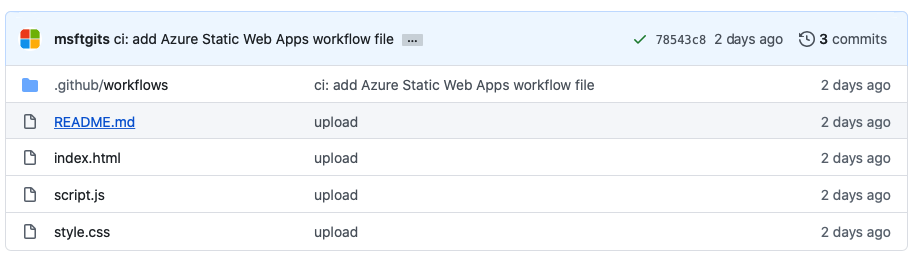 msftgits ci: add Azure Static Web Apps workflow file ... 78543c8 2 days ago 3 commits
.github/workflows ci: add Azure Static Web Apps workflow file 2 days ago
README.md upload 2 days ago
index.html upload 2 days ago
script.js upload 2 days ago
style.css upload 2 days ago